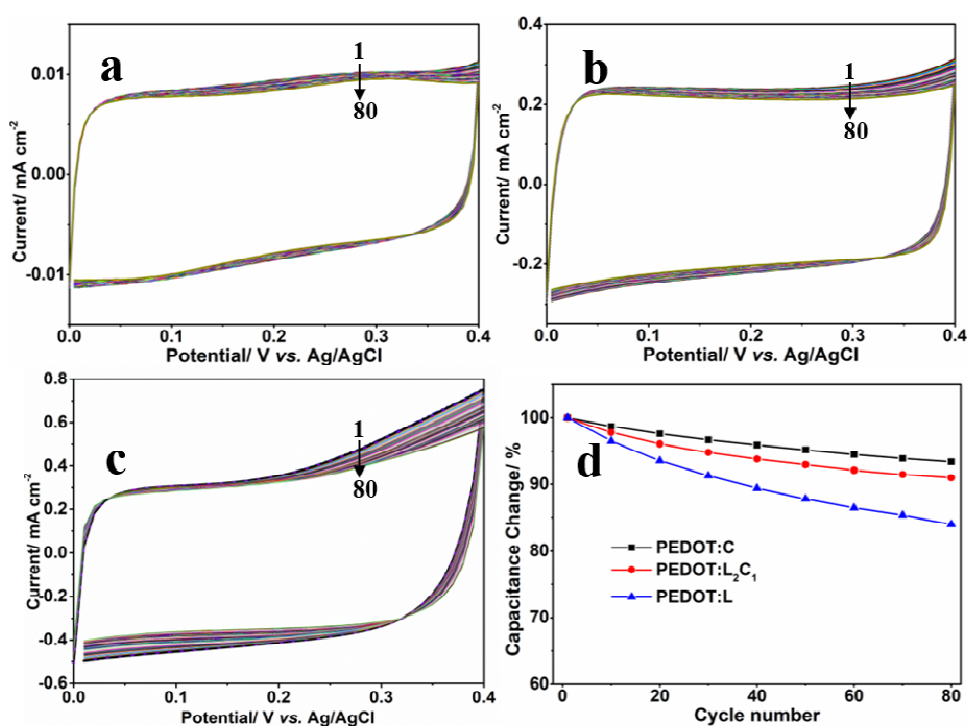 a
1
80
0.01
0.00
-0.01
Current/ mA cm-2
0.0 0.1 0.2 0.3 0.4
Potential/ V vs. Ag/AgCl
b
1
80
0.4
0.2
0.0
-0.2
Current/ mA cm-2
0.0 0.1 0.2 0.3 0.4
Potential/ V vs. Ag/AgCl
c
1
80
0.8
0.6
0.4
0.2
0.0
-0.2
-0.4
-0.6
Current/ mA cm-2
0.0 0.1 0.2 0.3 0.4
Potential/ V vs. Ag/AgCl
d
100
90
80
70
60
Capacitance Change/ %
PEDOT:C
PEDOT:L2C1
PEDOT:L
0 20 40 60 80
Cycle number